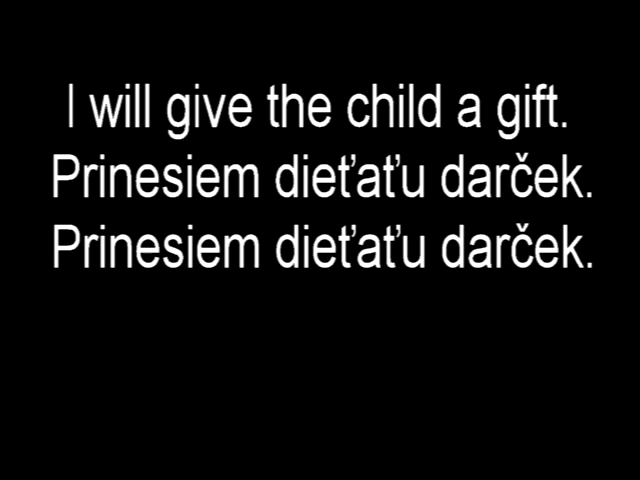 I will give the child a gift.
Prinesiem dieťaťu darček.
Prinesiem dieťaťu darček.